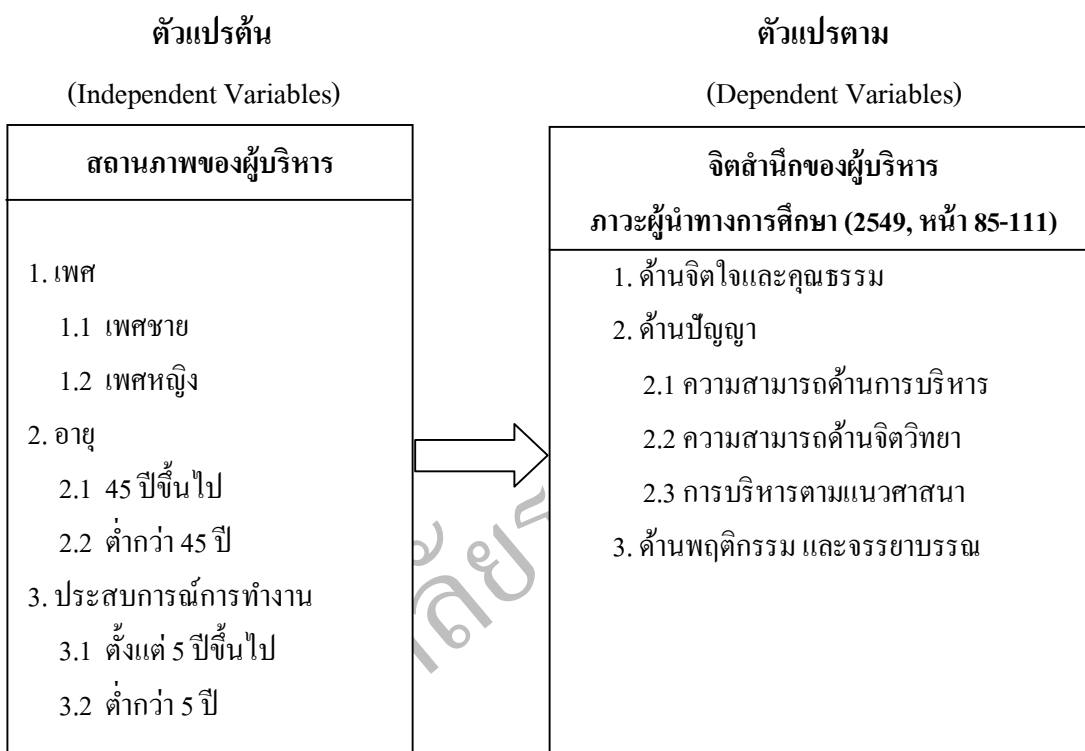 ตัวแปรต้น
(Independent Variables)
สถานภาพของผู้บริหาร
1. เพศ
1.1 เพศชาย
1.2 เพศหญิง
2. อายุ
2.1 45 ปีขึ้นไป
2.2 ต่ำกว่า 45 ปี
3. ประสบการณ์การทำงาน
3.1 ตั้งแต่ 5 ปีขึ้นไป
3.2 ต่ำกว่า 5 ปี
ตัวแปรตาม
(Dependent Variables)
จิตสำนึกของผู้บริหาร
ภาวะผู้นำทางการศึกษา (2549, หน้า 85-111)
1. ด้านจิตใจและคุณธรรม
2. ด้านปัญญา
2.1 ความสามารถด้านการบริหาร
2.2 ความสามารถด้านจิตวิทยา
2.3 การบริหารตามแนวศาสนา
3. ด้านพฤติกรรม และจรรยาบรรณ